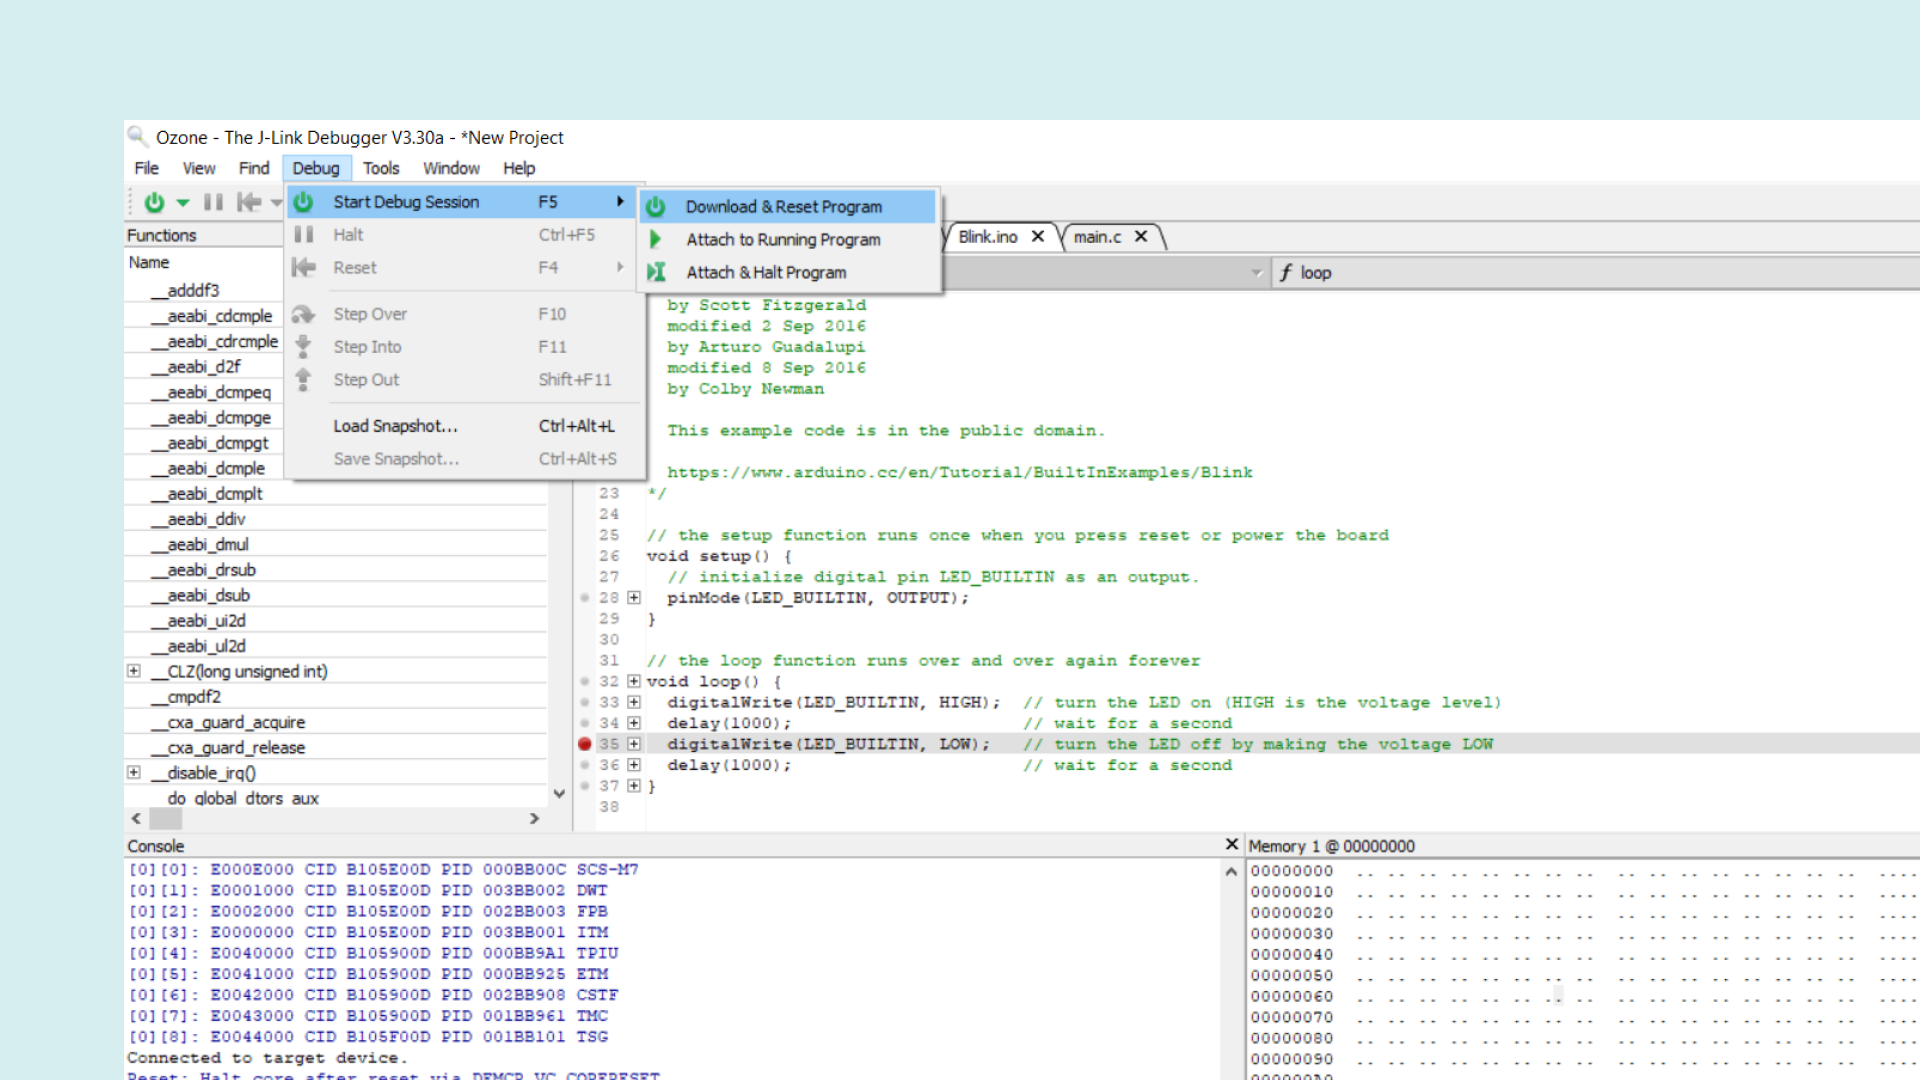 Ozone - The J-Link Debugger V3.30a - *New Project
File View Find Debug Tools Window Help
Start Debug Session F5
Halt Ctrl+F5
Reset F4
Step Over F10
Step Into F11
Step Out Shift+F11
Load Snapshot... Ctrl+Alt+L
Save Snapshot... Ctrl+Alt+S
Download & Reset Program
Attach to Running Program
Attach & Halt Program
Functions
Name
__adddf3
__aeabi_cdcmple
__aeabi_cdrcmple
__aeabi_d2f
__aeabi_dcmpeq
__aeabi_dcmpge
__aeabi_dcmpgt
__aeabi_dcmple
__aeabi_dcmplt
__aeabi_ddiv
__aeabi_dmul
__aeabi_drsub
__aeabi_dsub
__aeabi_ui2d
__aeabi_ul2d
__CLZ(long unsigned int)
__cmpdf2
__cxa_guard_acquire
__cxa_guard_release
__disable_irq()
do global dtors aux
Blink.ino main.c
f loop
by Scott Fitzgerald
modified 2 Sep 2016
by Arturo Guadalupi
modified 8 Sep 2016
by Colby Newman
This example code is in the public domain.
https://www.arduino.cc/en/Tutorial/BuiltInExamples/Blink
23 */
24
25 // the setup function runs once when you press reset or power the board
26 void setup() {
27 // initialize digital pin LED_BUILTIN as an output.
28 pinMode(LED_BUILTIN, OUTPUT);
29 }
30
31 // the loop function runs over and over again forever
32 void loop() {
33 digitalWrite(LED_BUILTIN, HIGH); // turn the LED on (HIGH is the voltage level)
34 delay(1000); // wait for a second
35 digitalWrite(LED_BUILTIN, LOW); // turn the LED off by making the voltage LOW
36 delay(1000); // wait for a second
37 }
38
Console
[0][0]: E000E000 CID B105E00D PID 000BB00C SCS-M7
[0][1]: E0001000 CID B105E00D PID 003BB002 DWT
[0][2]: E0002000 CID B105E00D PID 002BB003 FPB
[0][3]: E0000000 CID B105E00D PID 003BB001 ITM
[0][4]: E0040000 CID B105900D PID 000BB9A1 TPIU
[0][5]: E0041000 CID B105900D PID 000BB925 ETM
[0][6]: E0042000 CID B105900D PID 002BB908 CSTF
[0][7]: E0043000 CID B105900D PID 001BB961 TMC
[0][8]: E0044000 CID B105F00D PID 001BB101 TSG
Connected to target device.
Reset: Halt core after reset via DEMCR.VC_CORERESET.
Memory 1 @ 00000000
00000000 .. .. .. .. .. .. .. .. .. .. .. .. .. .. .. .. ....
00000010 .. .. .. .. .. .. .. .. .. .. .. .. .. .. .. .. ....
00000020 .. .. .. .. .. .. .. .. .. .. .. .. .. .. .. .. ....
00000030 .. .. .. .. .. .. .. .. .. .. .. .. .. .. .. .. ....
00000040 .. .. .. .. .. .. .. .. .. .. .. .. .. .. .. .. ....
00000050 .. .. .. .. .. .. .. .. .. .. .. .. .. .. .. .. ....
00000060 .. .. .. .. .. .. .. .. .. .. .. .. .. .. .. .. ....
00000070 .. .. .. .. .. .. .. .. .. .. .. .. .. .. .. .. ....
00000080 .. .. .. .. .. .. .. .. .. .. .. .. .. .. .. .. ....
00000090 .. .. .. .. .. .. .. .. .. .. .. .. .. .. .. .. ....
000000A0